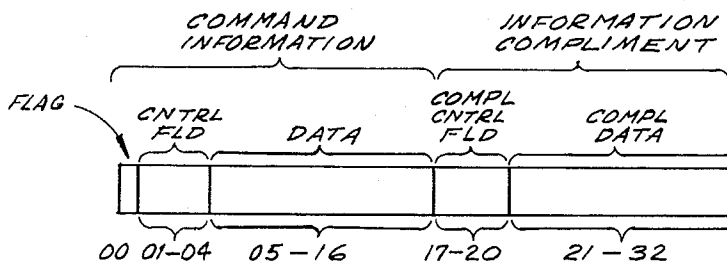 COMMAND
INFORMATION
INFORMATION
COMPLIMENT
FLAG
CNTRL
FLD
DATA
COMPL
CNTRL
FLD
COMPL
DATA
00 01-04 05-16 17-20 21-32